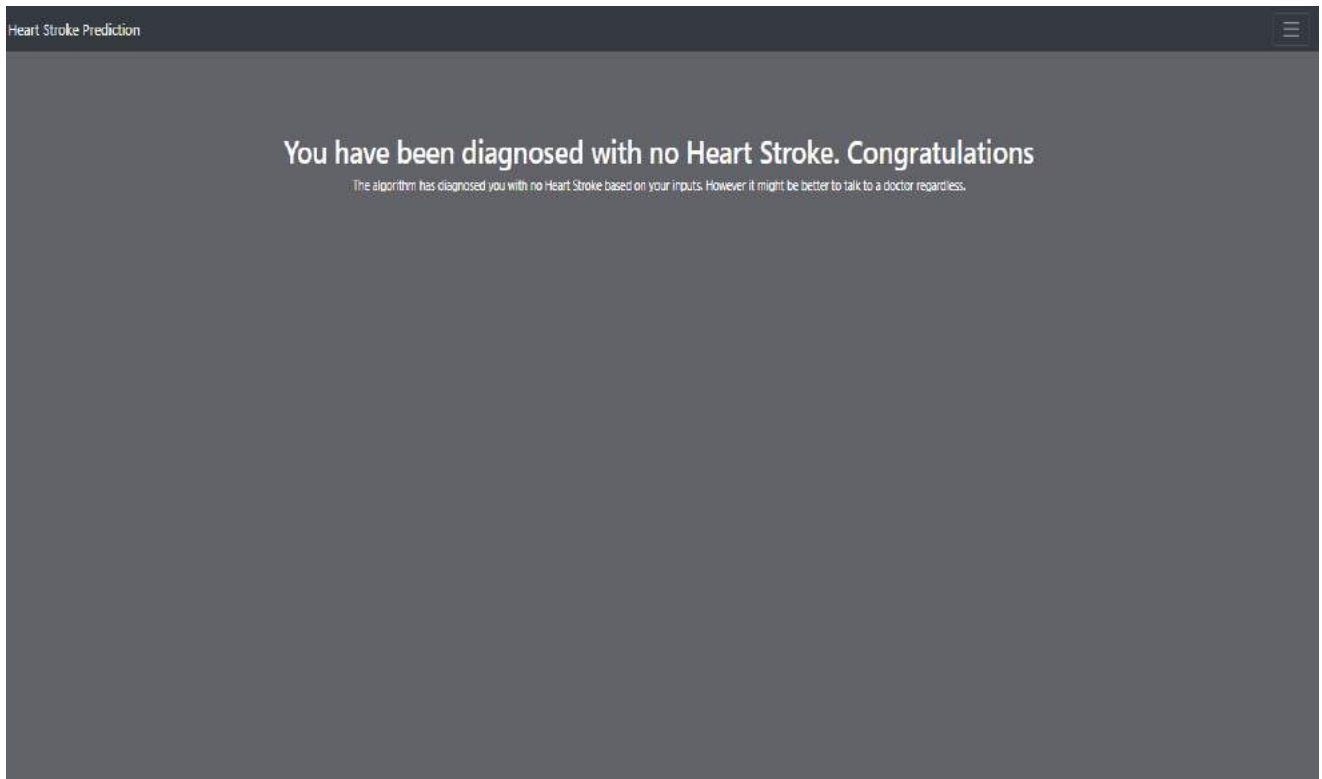 Heart Stroke Prediction
You have been diagnosed with no Heart Stroke. Congratulations
The algorithm has diagnosed you with no Heart Stroke based on your inputs. However it might be better to talk to a doctor regardless.